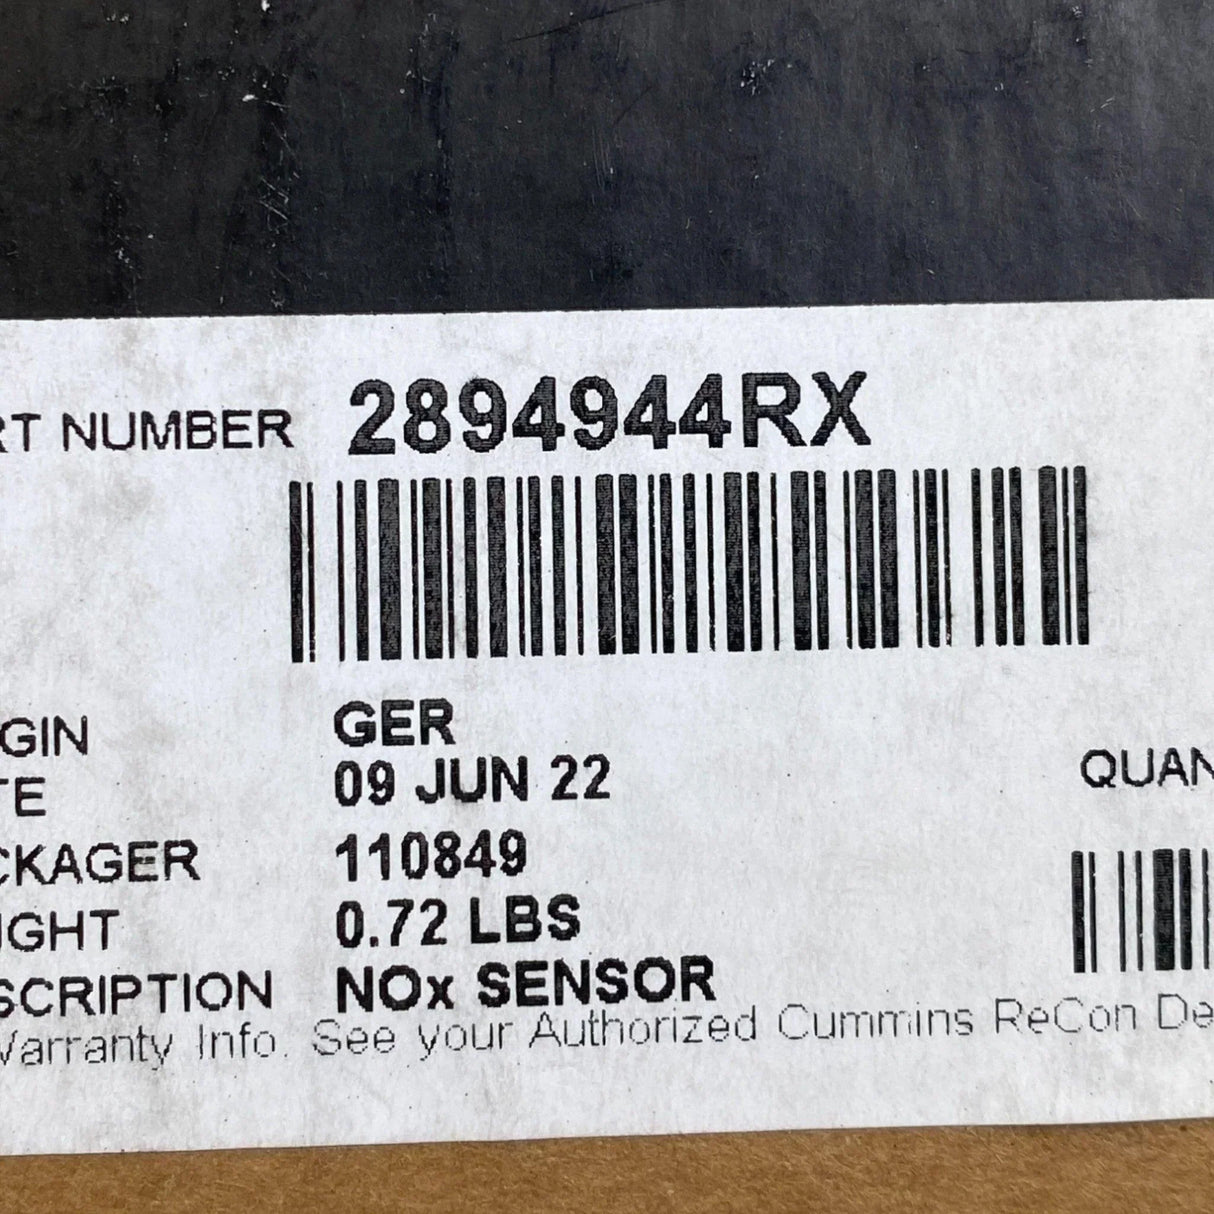 RT NUMBER 2894944RX
GIN GER
TE 09 JUN 22
QUAN
CKAGER 110849
IGHT 0.72 LBS
SCRIPTION NOx SENSOR
Warranty Info. See your Authorized Cummins ReCon De